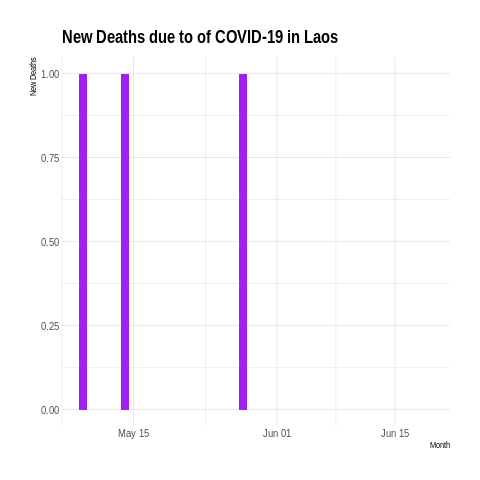 New Deaths due to of COVID-19 in Laos
New Deaths
1.00
0.75
0.50
0.25
0.00
May 15
Jun 01
Jun 15
Month